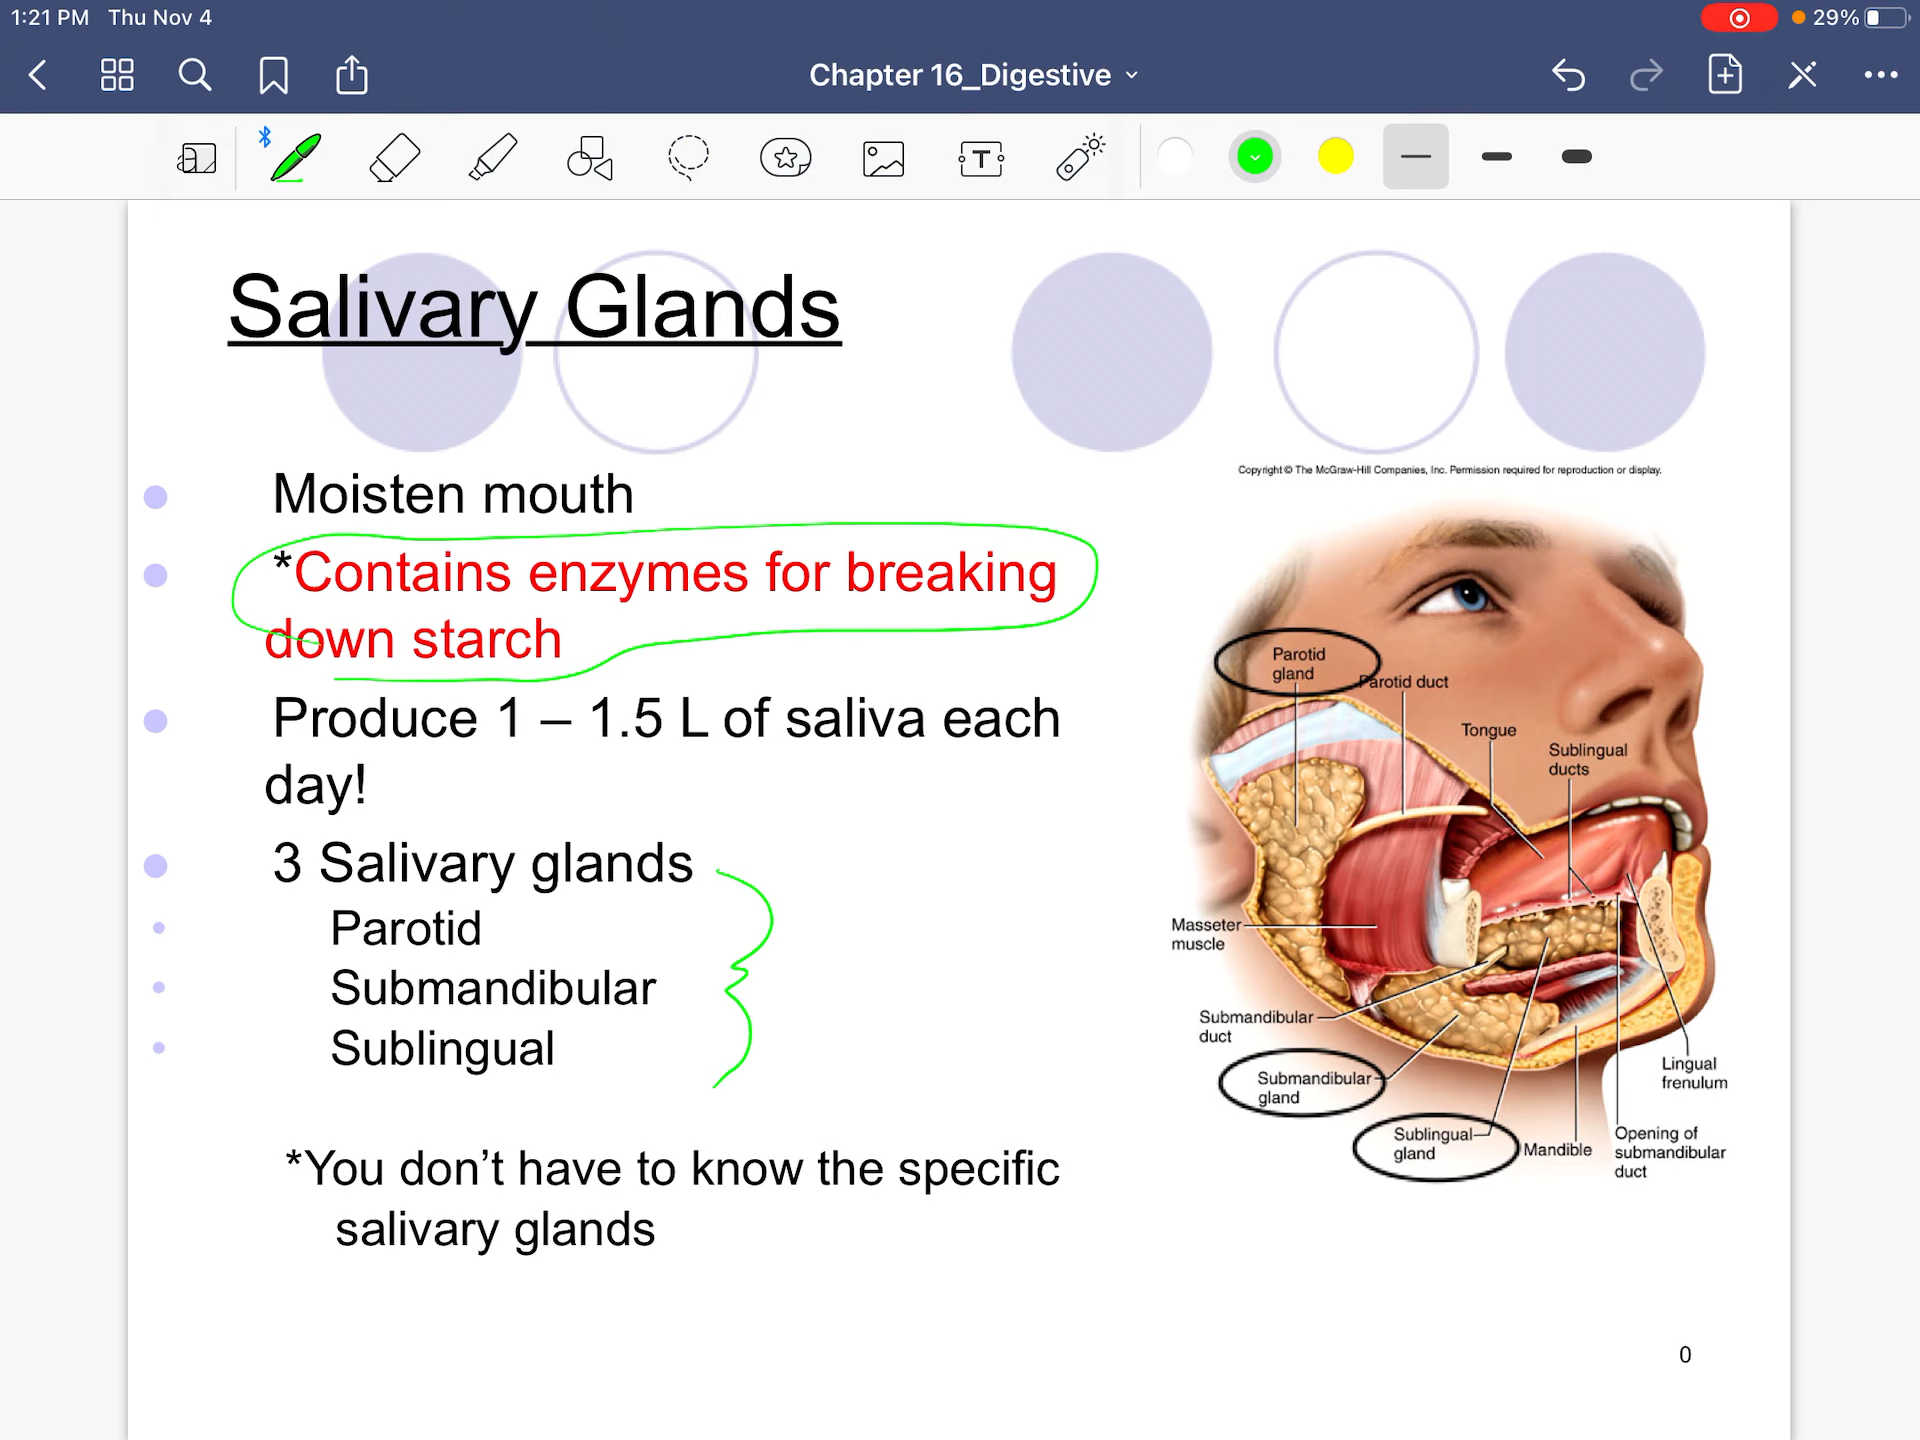 1:21 PM Thu Nov 4
29%
Chapter 16_Digestive
Salivary Glands
Copyright © The McGraw-Hill Companies, Inc. Permission required for reproduction or display.
Moisten mouth
*Contains enzymes for breaking
down starch
Produce 1 – 1.5 L of saliva each
day!
3 Salivary glands
Parotid
Submandibular
Sublingual
*You don’t have to know the specific
salivary glands
Parotid
gland
Parotid duct
Tongue
Sublingual
ducts
Masseter
muscle
Submandibular
duct
Submandibular
gland
Sublingual
gland
Mandible
Opening of
submandibular
duct
Lingual
frenulum
0